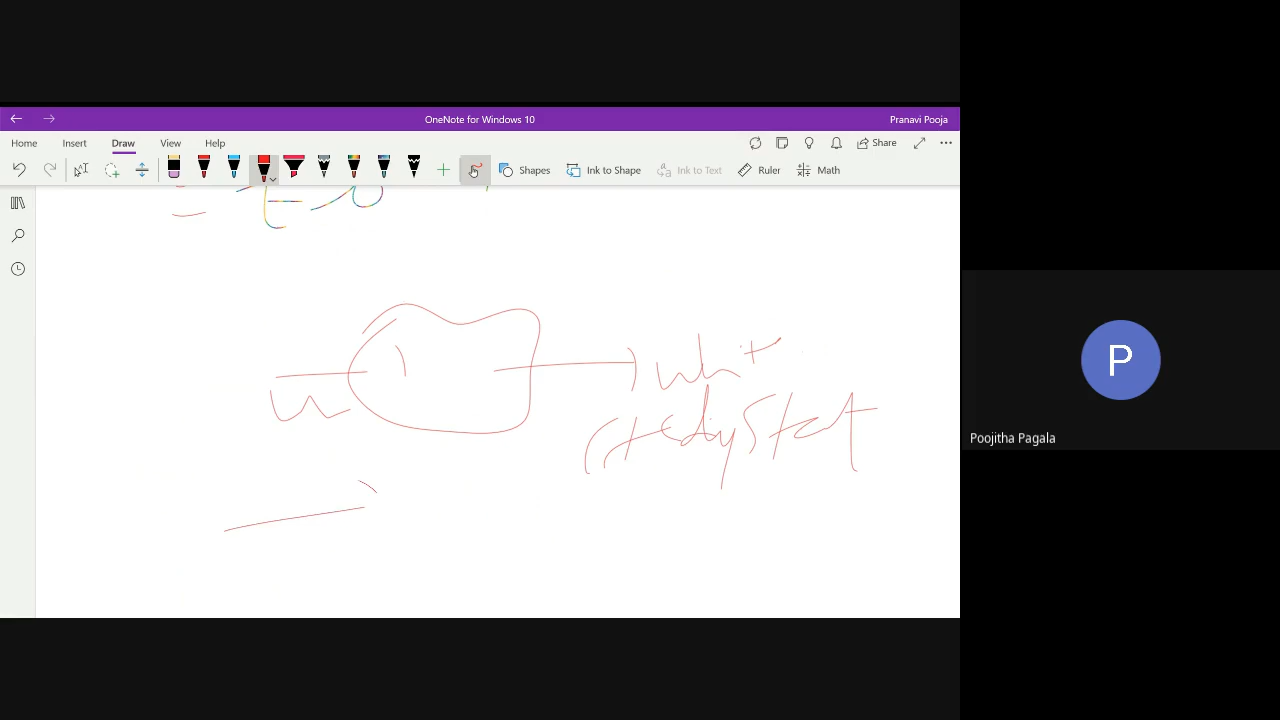 OneNote for Windows 10
Pranavi Pooja
Home Insert Draw View Help
Share
Shapes
Ink to Shape
Ink to Text
Ruler
Math
P
Poojitha Pagala